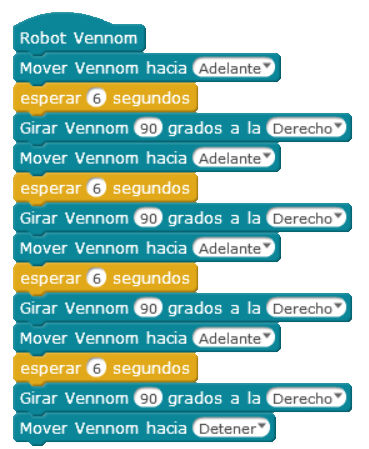 Robot Vennom
Mover Vennom hacia Adelante
esperar 6 segundos
Girar Vennom 90 grados a la Derecho
Mover Vennom hacia Adelante
esperar 6 segundos
Girar Vennom 90 grados a la Derecho
Mover Vennom hacia Adelante
esperar 6 segundos
Girar Vennom 90 grados a la Derecho
Mover Vennom hacia Adelante
esperar 6 segundos
Girar Vennom 90 grados a la Derecho
Mover Vennom hacia Detener